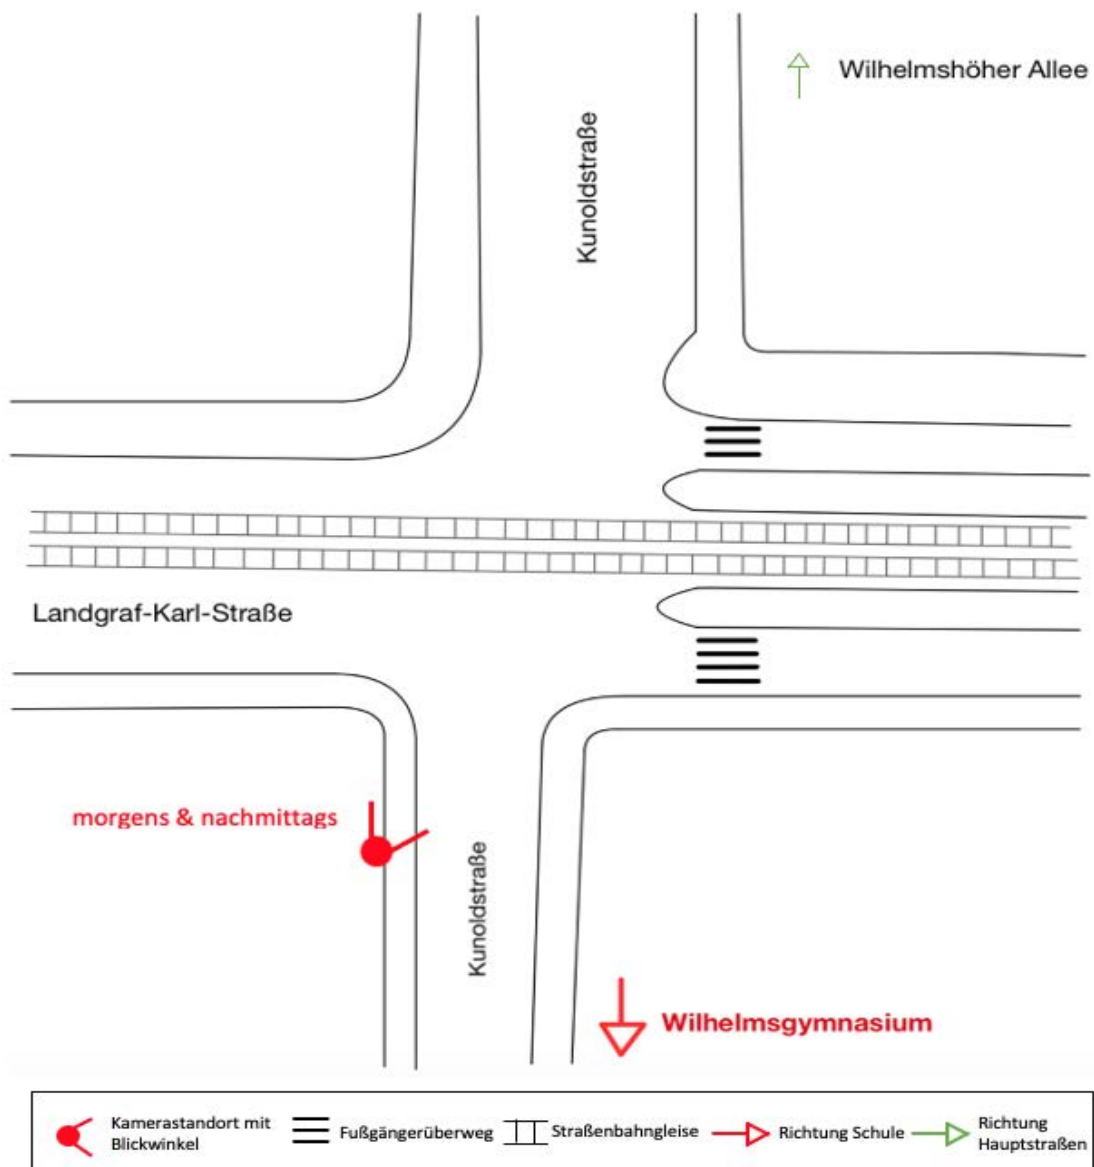 Wilhelmshöher Allee
Kunoldstraße
Landgraf-Karl-Straße
morgens & nachmittags
Kunoldstraße
Wilhelmsgymnasium
Kamerastandort mit
Blickwinkel
Fußgängerüberweg
Straßenbahngleise
Richtung Schule
Richtung
Hauptstraßen